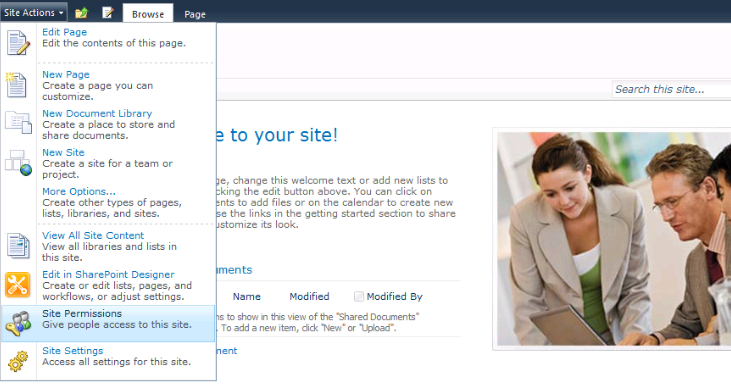 Site Actions
Browse
Page
Edit Page
Edit the contents of this page.
New Page
Create a page you can
customize.
New Document Library
Create a place to store and
share documents.
New Site
Create a site for a team or
project.
More Options...
Create other types of pages,
lists, libraries, and sites.
View All Site Content
View all libraries and lists in
this site.
Edit in SharePoint Designer
Create or edit lists, pages, and
workflows, or adjust settings.
Site Permissions
Give people access to this site.
Site Settings
Access all settings for this site.
Search this site...
e to your site!
ge, change this welcome text or add new lists to
cking the edit button above. You can click on
ents to add files or on the calendar to create new
se the links in the getting started section to share
ustomize its look.
uments
Name Modified Modified By
ns to show in this view of the "Shared Documents"
. To add a new item, click "New" or "Upload".
ment